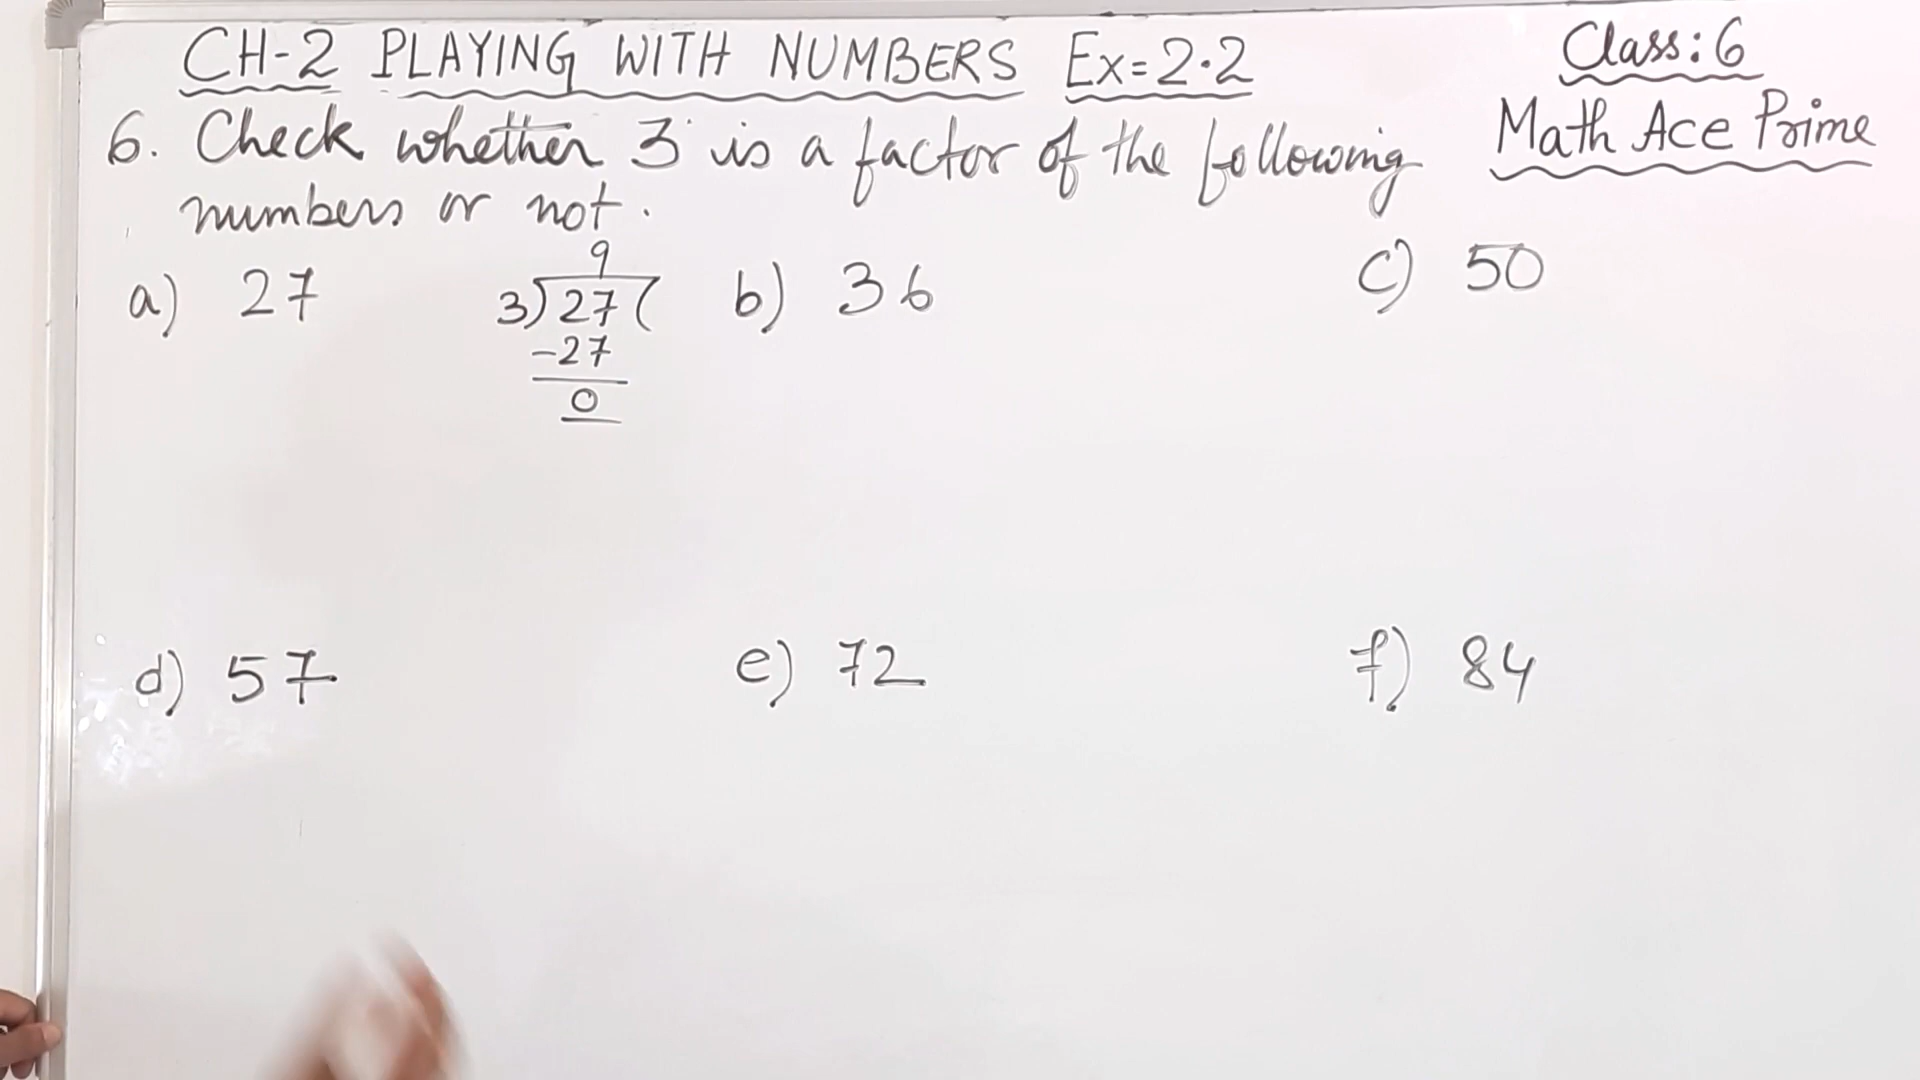 CH-2 PLAYING WITH NUMBERS Ex=2.2
Class:6
Math Ace Prime
6. Check whether 3 is a factor of the following
numbers or not.
a) 27
9
3)27(
-27
0
b) 36
c) 50
d) 57
e) 72
f) 84